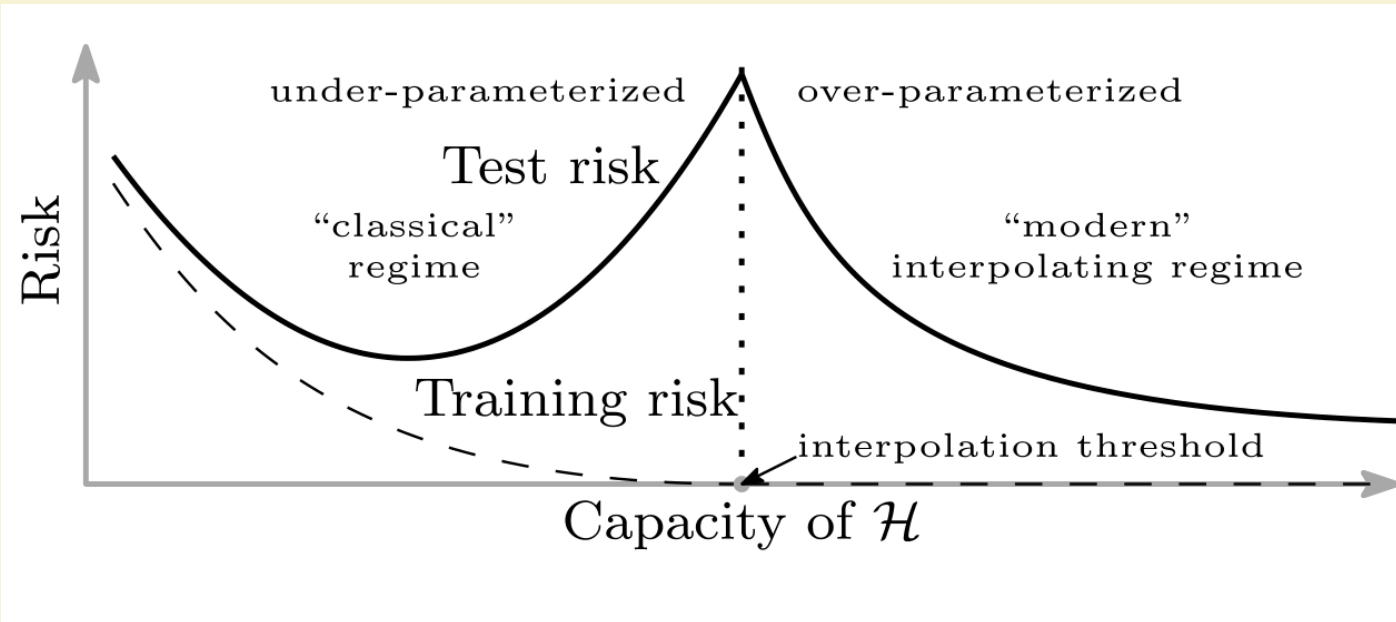 under-parameterized
over-parameterized
Test risk
“classical”
regime
“modern”
interpolating regime
Risk
Training risk
interpolation threshold
Capacity of ℋ